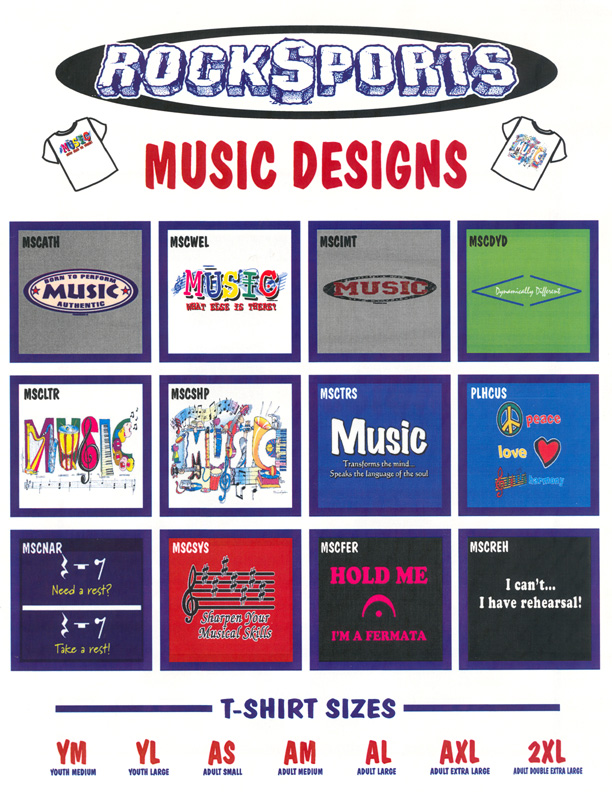 ROCKSPORTS
MUSIC DESIGNS
MSCATH
BORN TO PERFORM
MUSIC
AUTHENTIC
MSCWEL
MUSIC
WHAT ELSE IS THERE?
MSCIMT
MUSIC
MSCDYD
Dynamically Different
MSCLTR
MUSIC
MSCSHP
MUSIC
MSCTRS
Music
Transforms the mind...
Speaks the language of the soul
PLHCUS
peace
love
harmony
MSCNAR
Need a rest?
Take a rest!
MSCSYS
Sharpen Your
Musical Skills
MSCFER
HOLD ME
I'M A FERMATA
MSCREH
I can't...
I have rehearsal!
T-SHIRT SIZES
YM YL AS AM AL AXL 2XL
YOUTH MEDIUM YOUTH LARGE ADULT SMALL ADULT MEDIUM ADULT LARGE ADULT EXTRA LARGE ADULT DOUBLE EXTRA LARGE